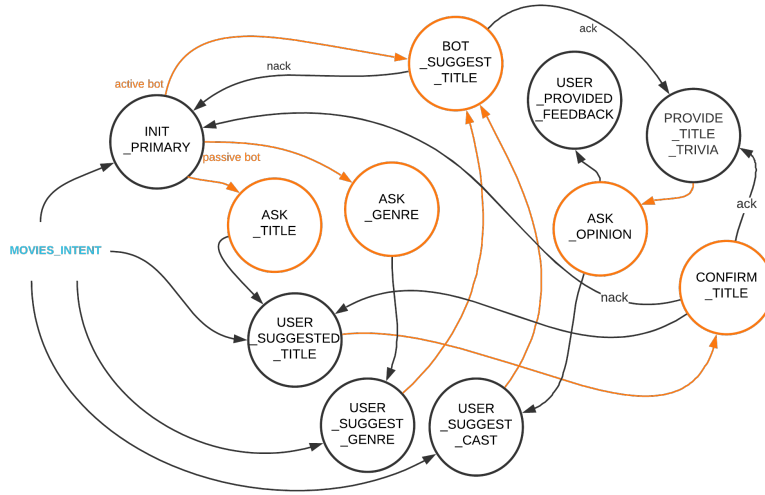 BOT
_SUGGEST
_TITLE
ack
nack
active bot
USER
_PROVIDED
_FEEDBACK
PROVIDE
_TITLE
_TRIVIA
INIT
_PRIMARY
passive bot
ASK
_TITLE
ASK
_GENRE
ASK
_OPINION
ack
MOVIES_INTENT
CONFIRM
_TITLE
nack
USER
_SUGGESTED
_TITLE
USER
_SUGGEST
_GENRE
USER
_SUGGEST
_CAST